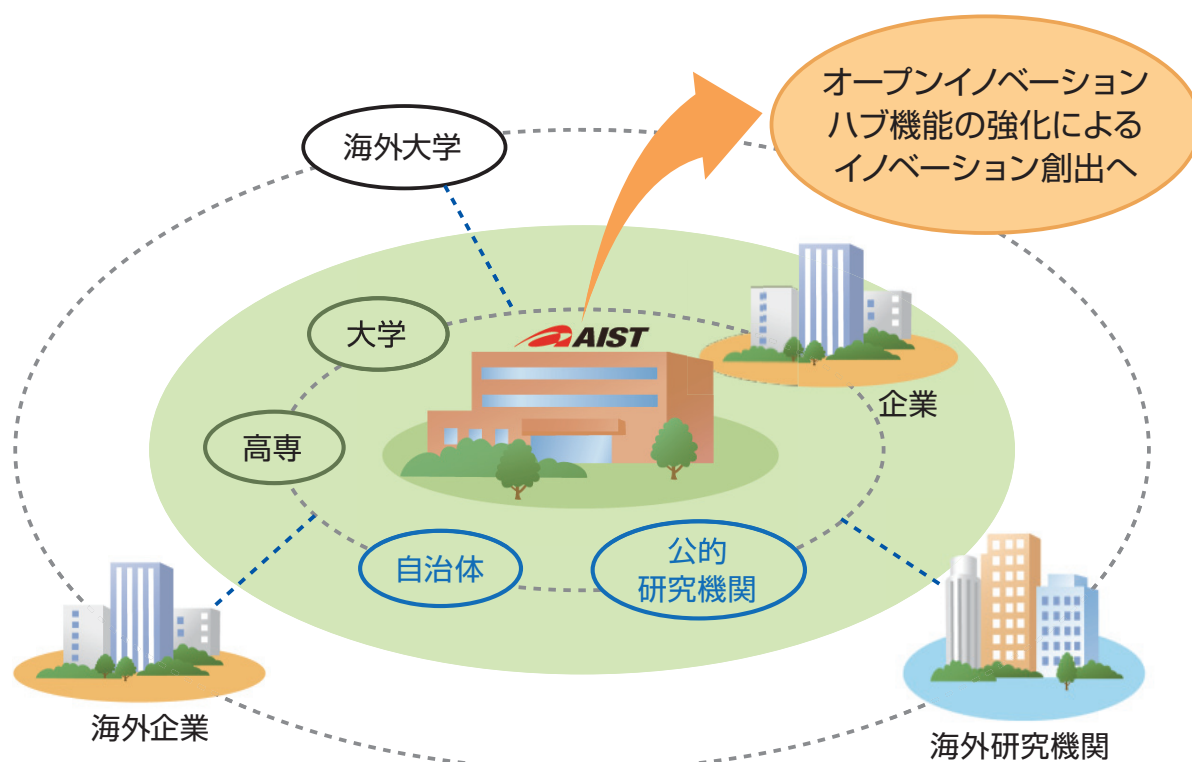 オープンイノベーション
ハブ機能の強化による
イノベーション創出へ
海外大学
大学
AIST
企業
高専
自治体
公的
研究機関
海外企業
海外研究機関